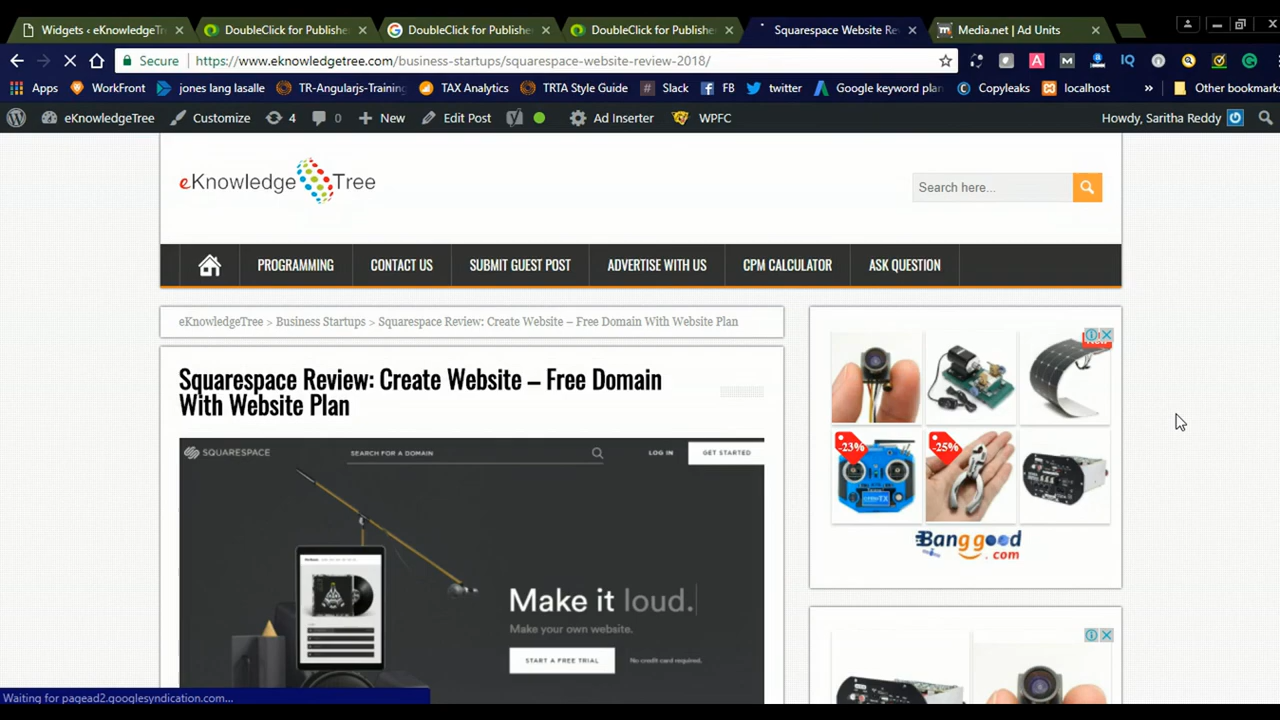 Widgets ‹ eKnowledgeTr
DoubleClick for Publishe
DoubleClick for Publishe
DoubleClick for Publishe
Squarespace Website Re
Media.net | Ad Units
Secure
https://www.eknowledgetree.com/business-startups/squarespace-website-review-2018/
Apps
WorkFront
jones lang lasalle
TR-Angularjs-Training
TAX Analytics
TRTA Style Guide
Slack
FB
twitter
Google keyword plan
Copyleaks
localhost
»
Other bookmarks
eKnowledgeTree
Customize
4
0
New
Edit Post
Ad Inserter
WPFC
Howdy, Saritha Reddy
eKnowledge Tree
Search here...
PROGRAMMING
CONTACT US
SUBMIT GUEST POST
ADVERTISE WITH US
CPM CALCULATOR
ASK QUESTION
eKnowledgeTree > Business Startups > Squarespace Review: Create Website – Free Domain With Website Plan
Squarespace Review: Create Website – Free Domain
With Website Plan
SQUARESPACE
SEARCH FOR A DOMAIN
LOG IN
GET STARTED
Make it loud.
Make your own website.
START A FREE TRIAL
No credit card required.
-23%
-25%
Banggood
.com
Waiting for pagead2.googlesyndication.com...